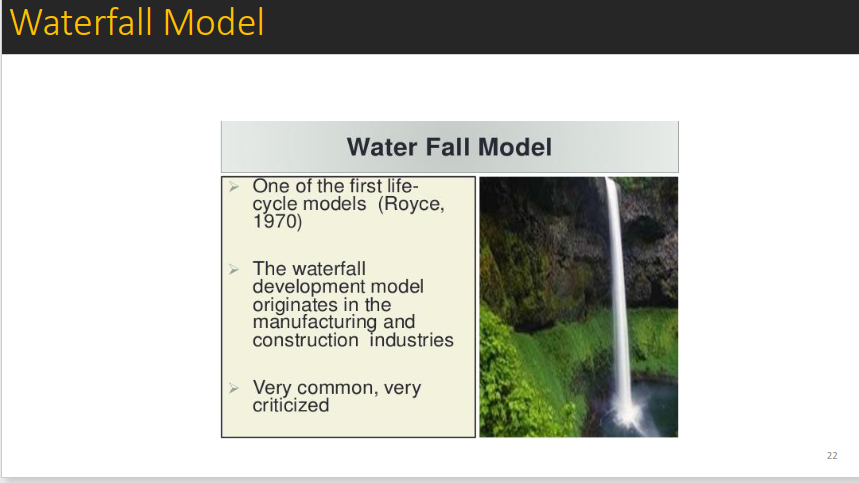 Waterfall Model
Water Fall Model
➢ One of the first life-
cycle models (Royce,
1970)
➢ The waterfall
development model
originates in the
manufacturing and
construction industries
➢ Very common, very
criticized
22